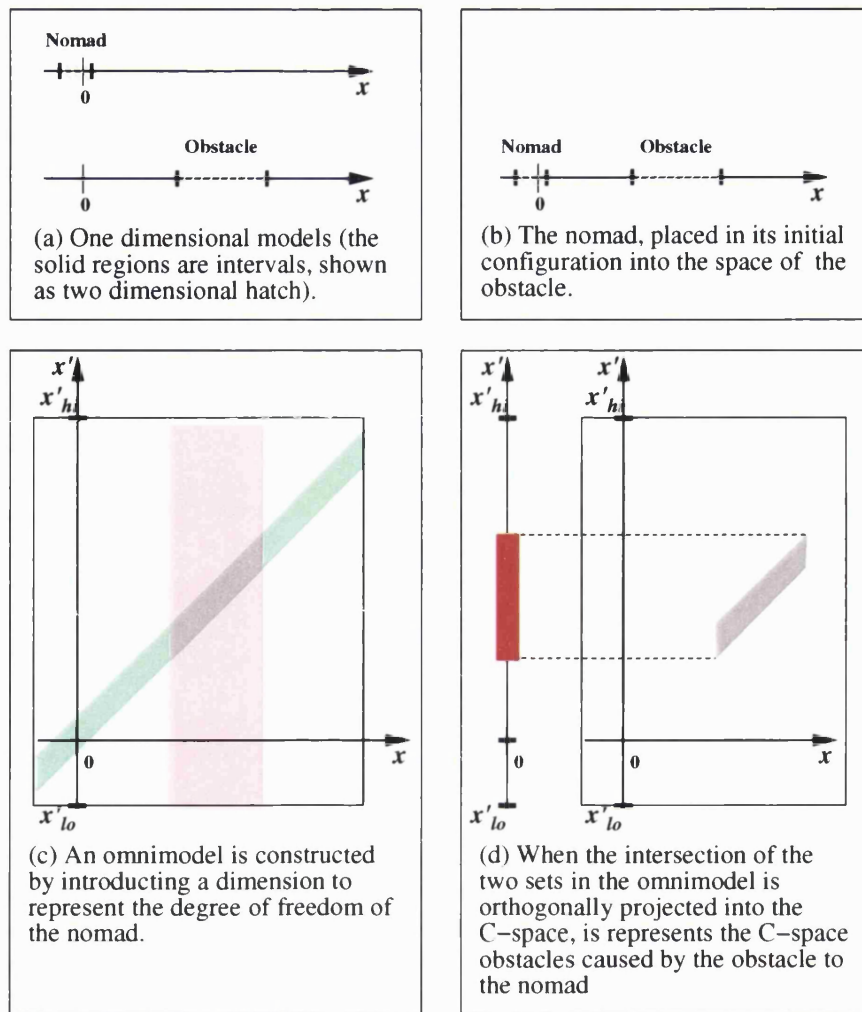 Nomad
0
x
Obstacle
0
x
(a) One dimensional models (the
solid regions are intervals, shown
as two dimensional hatch).
Nomad
Obstacle
0
x
(b) The nomad, placed in its initial
configuration into the space of the
obstacle.
x'
x'hi
0
x
x'lo
(c) An omnimodel is constructed
by introducting a dimension to
represent the degree of freedom of
the nomad.
x'
x'
x'hi
x'hi
0
0
x
x'lo
x'lo
(d) When the intersection of the
two sets in the omnimodel is
orthogonally projected into the
C−space, is represents the C−space
obstacles caused by the obstacle to
the nomad